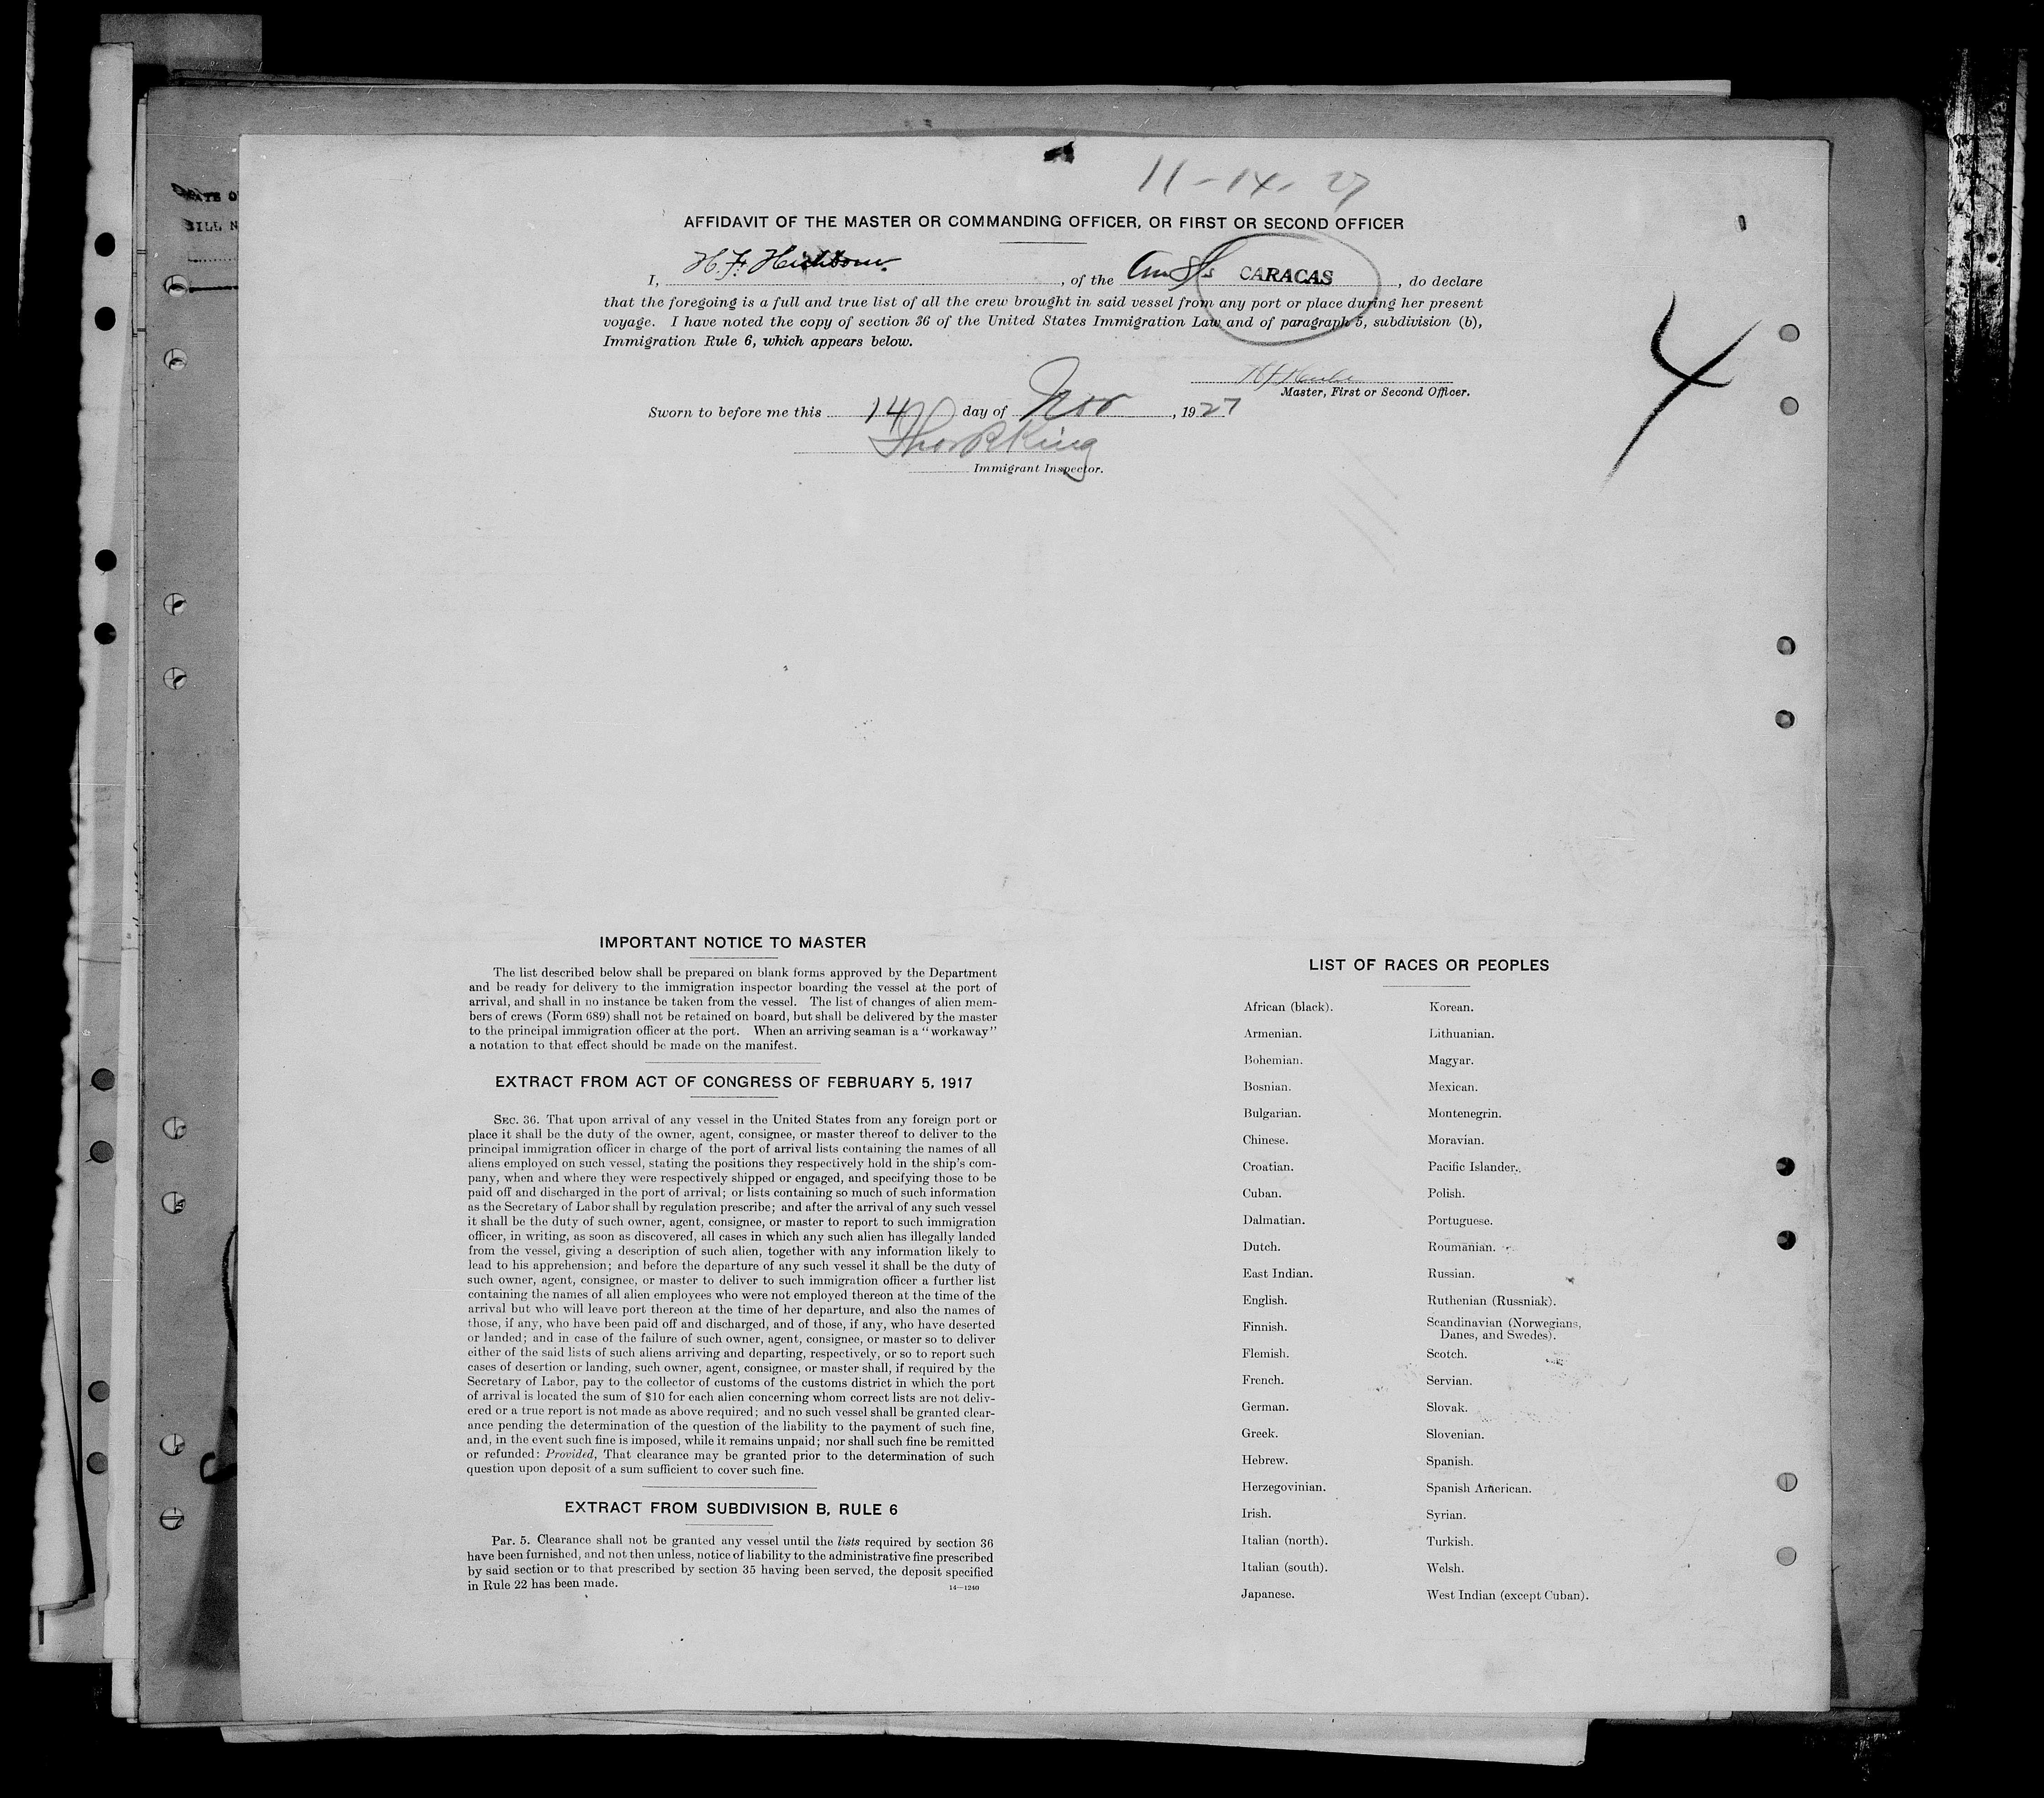 11-14-27
AFFIDAVIT OF THE MASTER OR COMMANDING OFFICER, OR FIRST OR SECOND OFFICER
I, H. F. , of the CARACAS, do declare
that the foregoing is a full and true list of all the crew brought in said vessel from any port or place during her present
voyage. I have noted the copy of section 36 of the United States Immigration Law and of paragraph 5, subdivision (b),
Immigration Rule 6, which appears below.
Master, First or Second Officer.
Sworn to before me this 14 day of Nov, 1927
Thos R King
Immigrant Inspector.
4
IMPORTANT NOTICE TO MASTER
The list described below shall be prepared on blank forms approved by the Department
and be ready for delivery to the immigration inspector boarding the vessel at the port of
arrival, and shall in no instance be taken from the vessel. The list of changes of alien mem-
bers of crews (Form 689) shall not be retained on board, but shall be delivered by the master
to the principal immigration officer at the port. When an arriving seaman is a "workaway"
a notation to that effect should be made on the manifest.
EXTRACT FROM ACT OF CONGRESS OF FEBRUARY 5, 1917
SEC. 36. That upon arrival of any vessel in the United States from any foreign port or
place it shall be the duty of the owner, agent, consignee, or master thereof to deliver to the
principal immigration officer in charge of the port of arrival lists containing the names of all
aliens employed on such vessel, stating the positions they respectively hold in the ship's com-
pany, when and where they were respectively shipped or engaged, and specifying those to be
paid off and discharged in the port of arrival; or lists containing so much of such information
as the Secretary of Labor shall by regulation prescribe; and after the arrival of any such vessel
it shall be the duty of such owner, agent, consignee, or master to report to such immigration
officer, in writing, as soon as discovered, all cases in which any such alien has illegally landed
from the vessel, giving a description of such alien, together with any information likely to
lead to his apprehension; and before the departure of any such vessel it shall be the duty of
such owner, agent, consignee, or master to deliver to such immigration officer a further list
containing the names of all alien employees who were not employed thereon at the time of the
arrival but who will leave port thereon at the time of her departure, and also the names of
those, if any, who have been paid off and discharged, and of those, if any, who have deserted
or landed; and in case of the failure of such owner, agent, consignee, or master so to deliver
either of the said lists of such aliens arriving and departing, respectively, or so to report such
cases of desertion or landing, such owner, agent, consignee, or master shall, if required by the
Secretary of Labor, pay to the collector of customs of the customs district in which the port
of arrival is located the sum of $10 for each alien concerning whom correct lists are not deliv-
ered or a true report is not made as above required; and no such vessel shall be granted clear-
ance pending the determination of the question of the liability to the payment of such fine,
and, in the event such fine is imposed, while it remains unpaid; nor shall such fine be remitted
or refunded: Provided, That clearance may be granted prior to the determination of such
question upon deposit of a sum sufficient to cover such fine.
EXTRACT FROM SUBDIVISION B, RULE 6
Par. 5. Clearance shall not be granted any vessel until the lists required by section 36
have been furnished, and not then unless, notice of liability to the administrative fine prescribed
by said section or to that prescribed by section 35 having been served, the deposit specified
in Rule 22 has been made.
14—1240
LIST OF RACES OR PEOPLES
African (black). Korean.
Armenian. Lithuanian.
Bohemian. Magyar.
Bosnian. Mexican.
Bulgarian. Montenegrin.
Chinese. Moravian.
Croatian. Pacific Islander.
Cuban. Polish.
Dalmatian. Portuguese.
Dutch. Roumanian.
East Indian. Russian.
English. Ruthenian (Russniak).
Finnish. Scandinavian (Norwegians,
Danes, and Swedes).
Flemish. Scotch.
French. Servian.
German. Slovak.
Greek. Slovenian.
Hebrew. Spanish.
Herzegovinian. Spanish American.
Irish. Syrian.
Italian (north). Turkish.
Italian (south). Welsh.
Japanese. West Indian (except Cuban).